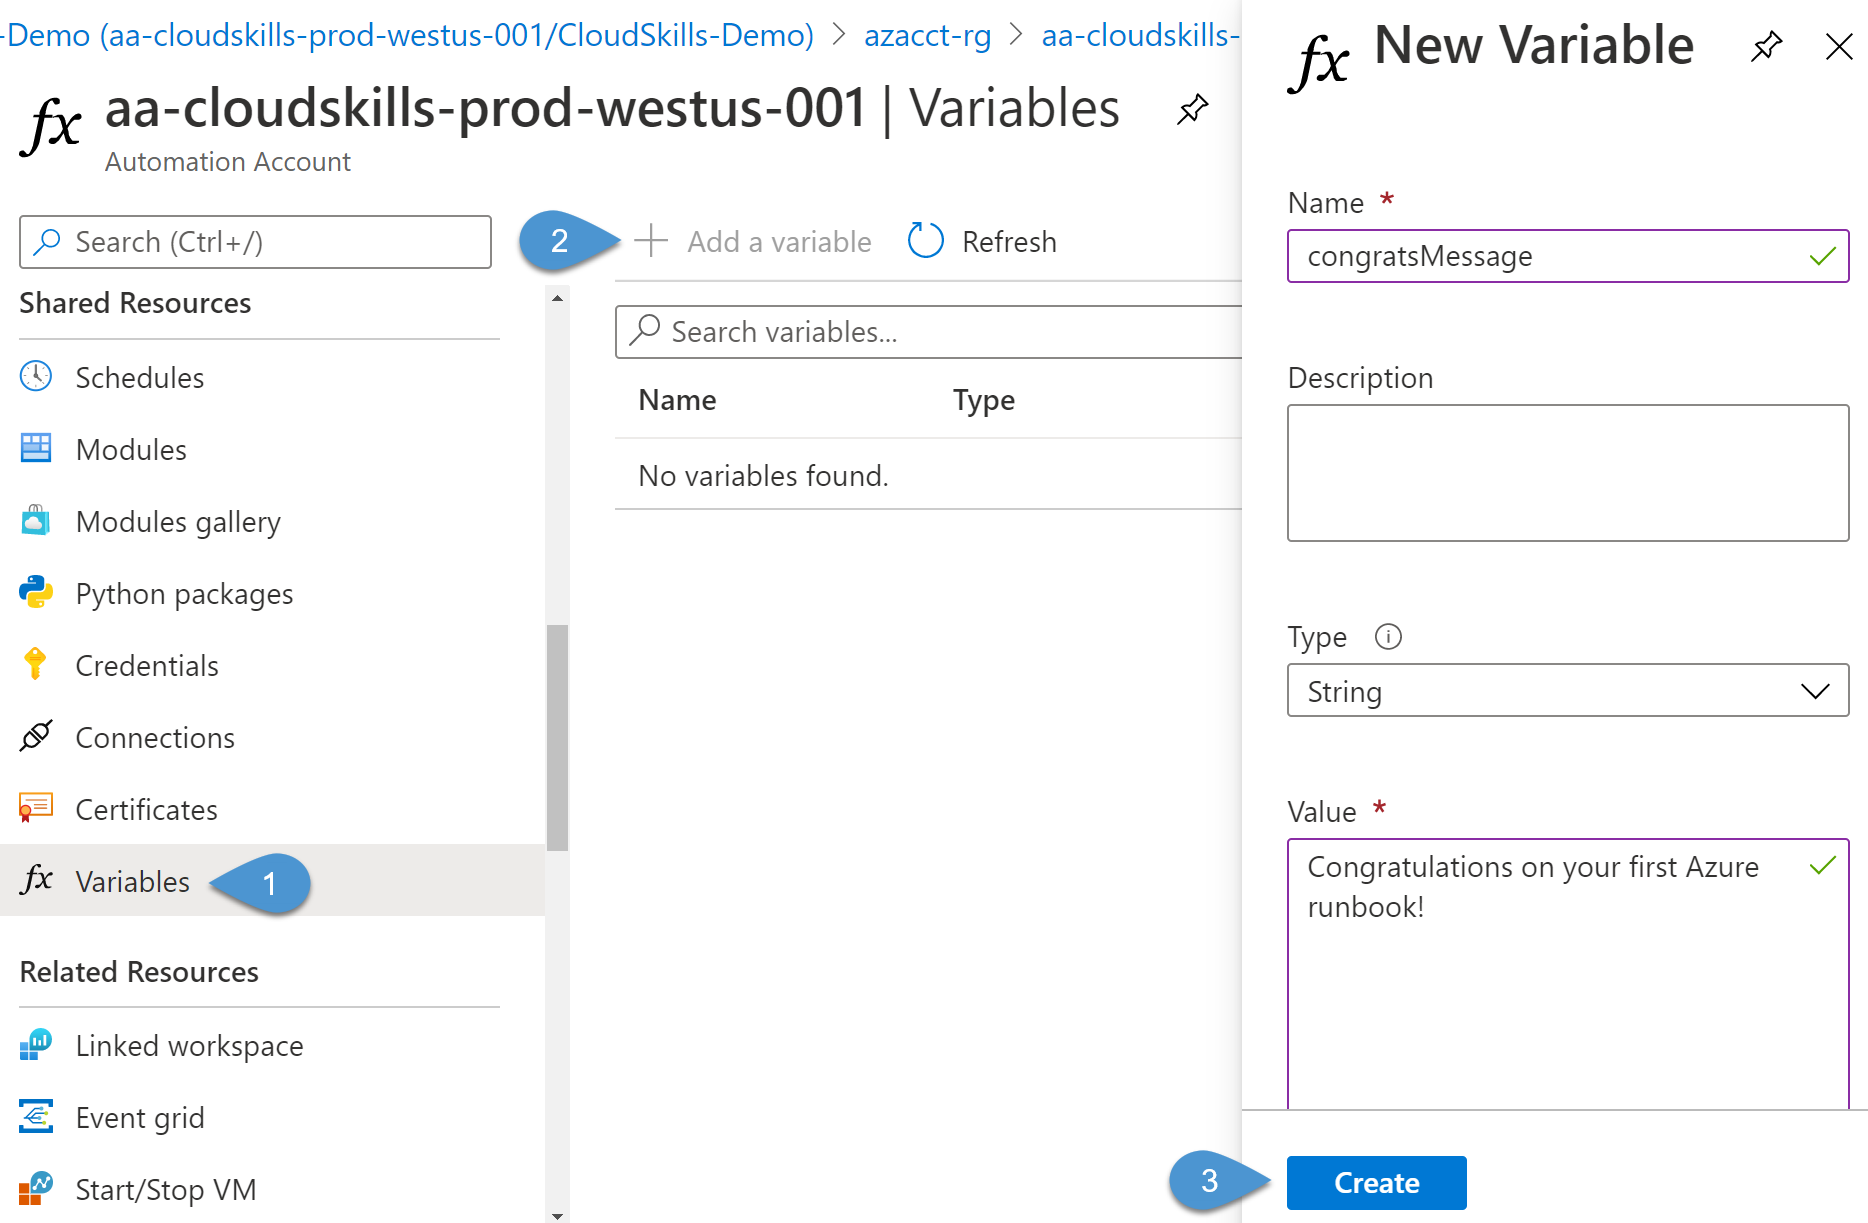 -Demo (aa-cloudskills-prod-westus-001/CloudSkills-Demo) > azacct-rg > aa-cloudskills-
fx aa-cloudskills-prod-westus-001 | Variables
Automation Account
Search (Ctrl+/)
Shared Resources
Schedules
Modules
Modules gallery
Python packages
Credentials
Connections
Certificates
fx Variables
1
Related Resources
Linked workspace
Event grid
Start/Stop VM
2
+ Add a variable
Refresh
Search variables...
Name Type
No variables found.
fx New Variable
Name *
congratsMessage
Description
Type
String
Value *
Congratulations on your first Azure
runbook!
3
Create